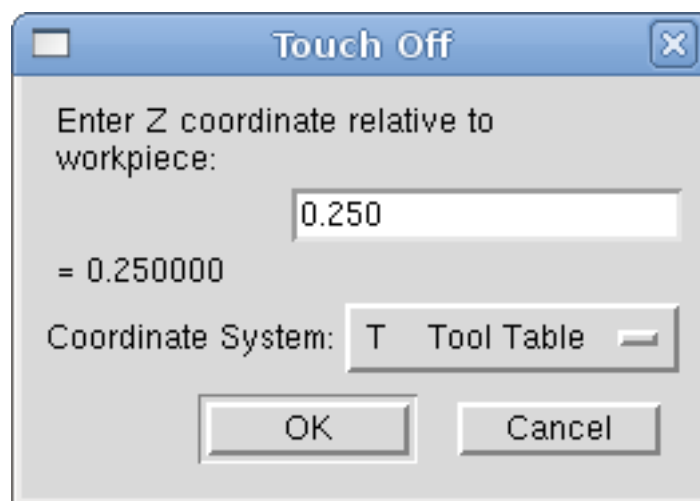 Touch Off
Enter Z coordinate relative to
workpiece:
0.250
= 0.250000
Coordinate System: T Tool Table
OK Cancel